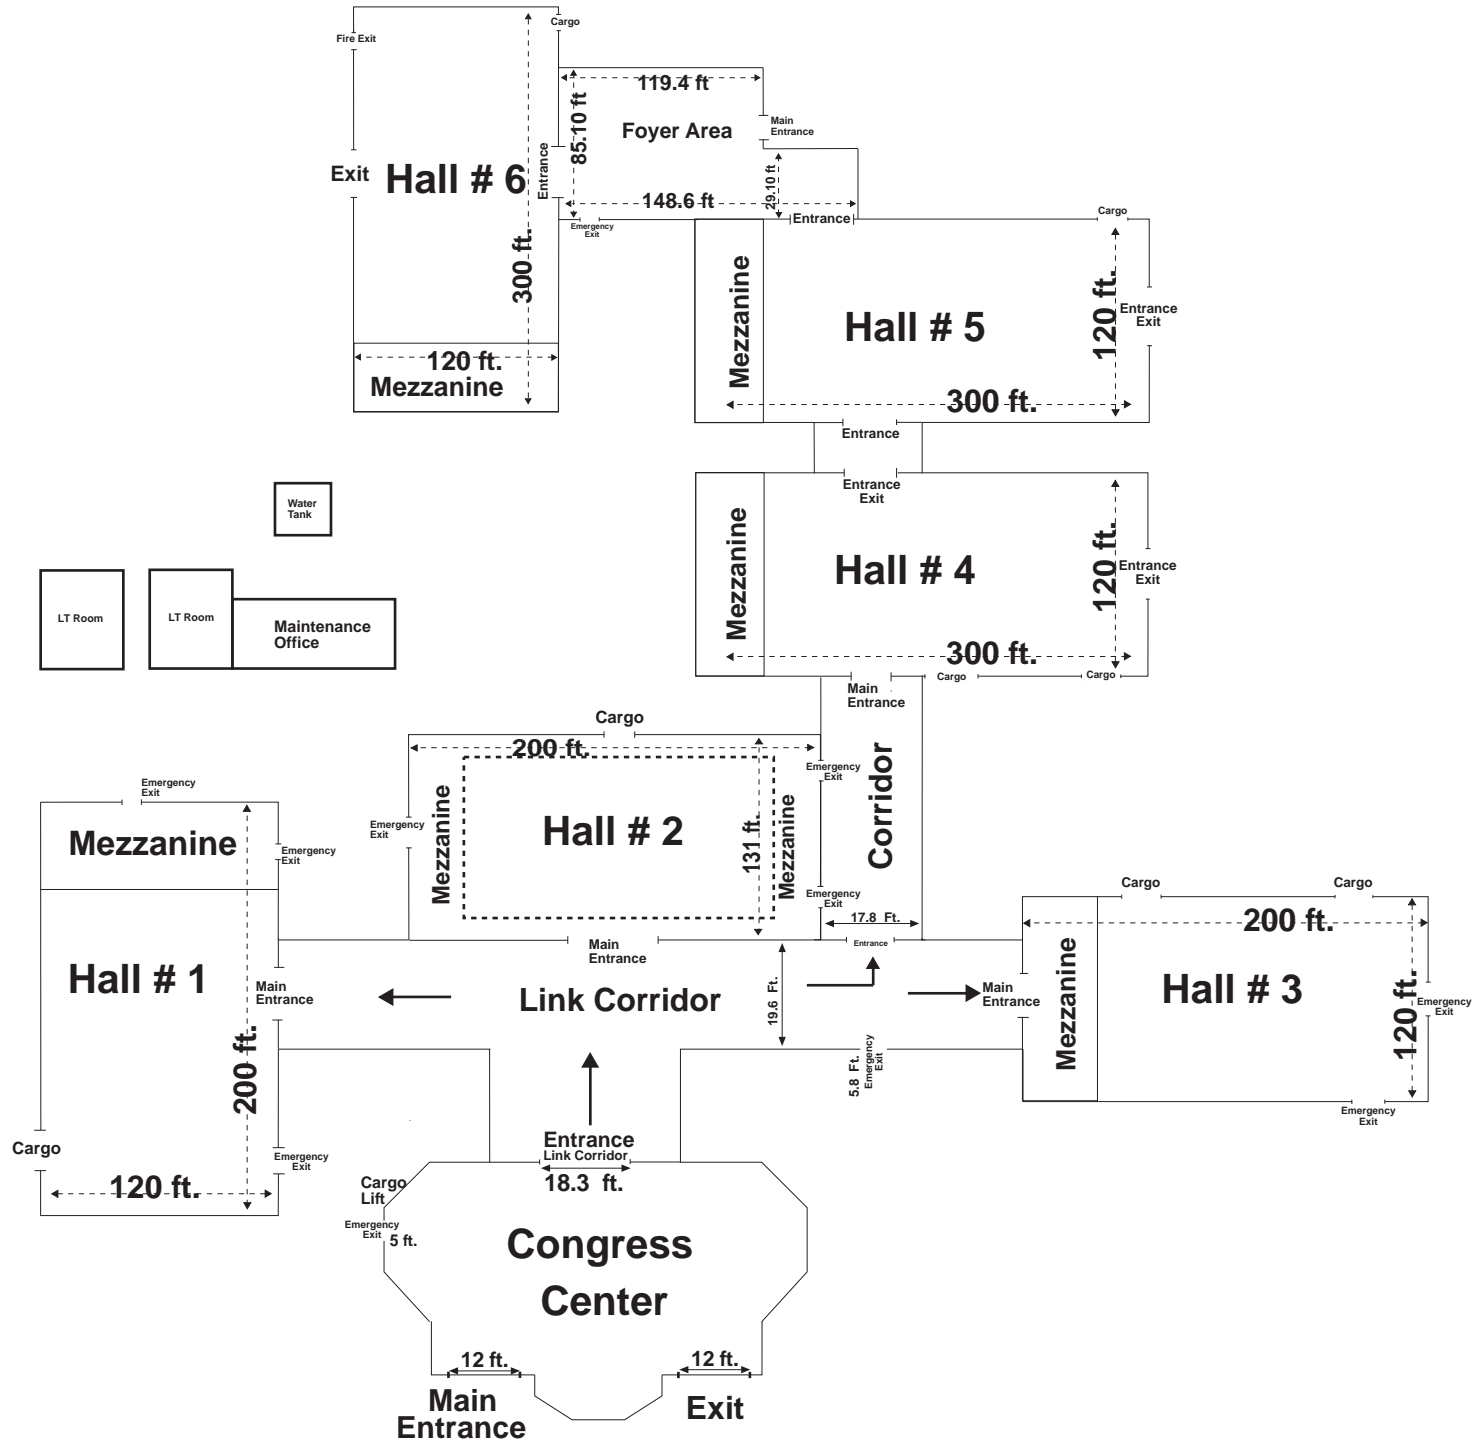 Cargo
Fire Exit
119.4 ft
85.10 ft
Foyer Area
Main
Entrance
Exit
Hall # 6
Entrance
29.10 ft
148.6 ft
Emergency
Exit
Entrance
Cargo
300 ft.
Mezzanine
Hall # 5
120 ft.
Entrance
Exit
120 ft.
Mezzanine
300 ft.
Entrance
Entrance
Exit
Water
Tank
Mezzanine
Hall # 4
120 ft.
Entrance
Exit
LT Room
LT Room
Maintenance
Office
300 ft.
Main
Entrance
Cargo
Cargo
Cargo
200 ft.
Emergency
Exit
Corridor
Emergency
Exit
Mezzanine
Emergency
Exit
Emergency
Exit
Mezzanine
Hall # 2
131 ft.
Mezzanine
Emergency
Exit
Cargo
Cargo
17.8 Ft.
200 ft.
Main
Entrance
Entrance
Hall # 1
Main
Entrance
Link Corridor
19.6 Ft.
Main
Entrance
Mezzanine
Hall # 3
120 ft.
Emergency
Exit
200 ft.
5.8 Ft.
Emergency
Exit
Emergency
Exit
Cargo
Emergency
Exit
Entrance
Link Corridor
18.3 ft.
120 ft.
Cargo
Lift
Emergency
Exit
5 ft.
Congress
Center
12 ft.
12 ft.
Main
Entrance
Exit